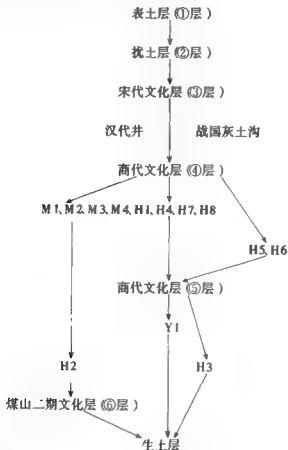 表土层(①层)
扰土层(②层)
宋代文化层(③层)
汉代井 战国灰土沟
商代文化层(④层)
M1、M2、M3、M4、H1、H4、H7、H8
H5、H6
商代文化层(⑤层)
Y1
H2 H3
煤山二期文化层(⑥层)
生土层